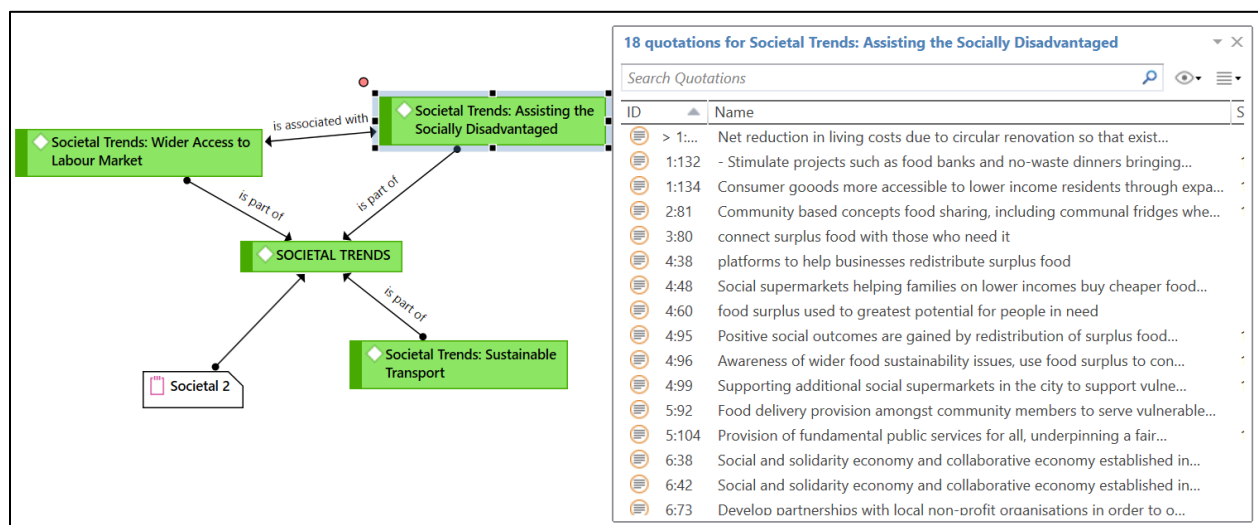 is associated with
Societal Trends: Assisting the
Socially Disadvantaged
Societal Trends: Wider Access to
Labour Market
is part of
is part of
SOCIETAL TRENDS
is part of
Societal Trends: Sustainable
Transport
Societal 2
18 quotations for Societal Trends: Assisting the Socially Disadvantaged
Search Quotations
ID Name S
> 1:... Net reduction in living costs due to circular renovation so that exist...
1:132 - Stimulate projects such as food banks and no-waste dinners bringing...
1:134 Consumer gooods more accessible to lower income residents through expa...
2:81 Community based concepts food sharing, including communal fridges whe...
3:80 connect surplus food with those who need it
4:38 platforms to help businesses redistribute surplus food
4:48 Social supermarkets helping families on lower incomes buy cheaper food...
4:60 food surplus used to greatest potential for people in need
4:95 Positive social outcomes are gained by redistribution of surplus food...
4:96 Awareness of wider food sustainability issues, use food surplus to con...
4:99 Supporting additional social supermarkets in the city to support vulne...
5:92 Food delivery provision amongst community members to serve vulnerable...
5:104 Provision of fundamental public services for all, underpinning a fair...
6:38 Social and solidarity economy and collaborative economy established in...
6:42 Social and solidarity economy and collaborative economy established in...
6:73 Develop partnerships with local non-profit organisations in order to o...